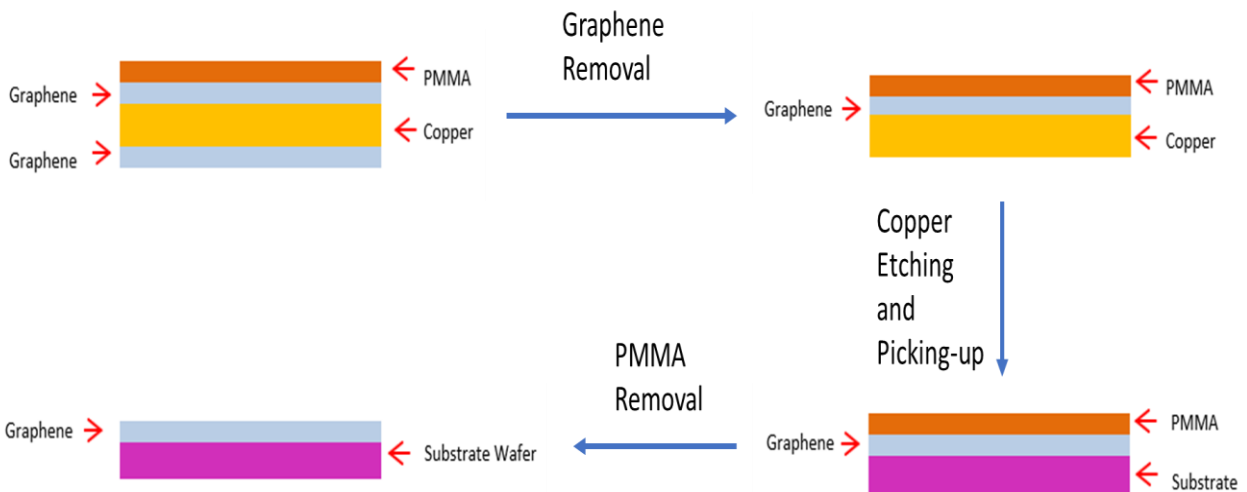 Graphene
Removal
PMMA
Graphene
Copper
Graphene
PMMA
Graphene
Copper
Copper
Etching
and
Picking-up
PMMA
Removal
Graphene
Substrate Wafer
PMMA
Graphene
Substrate